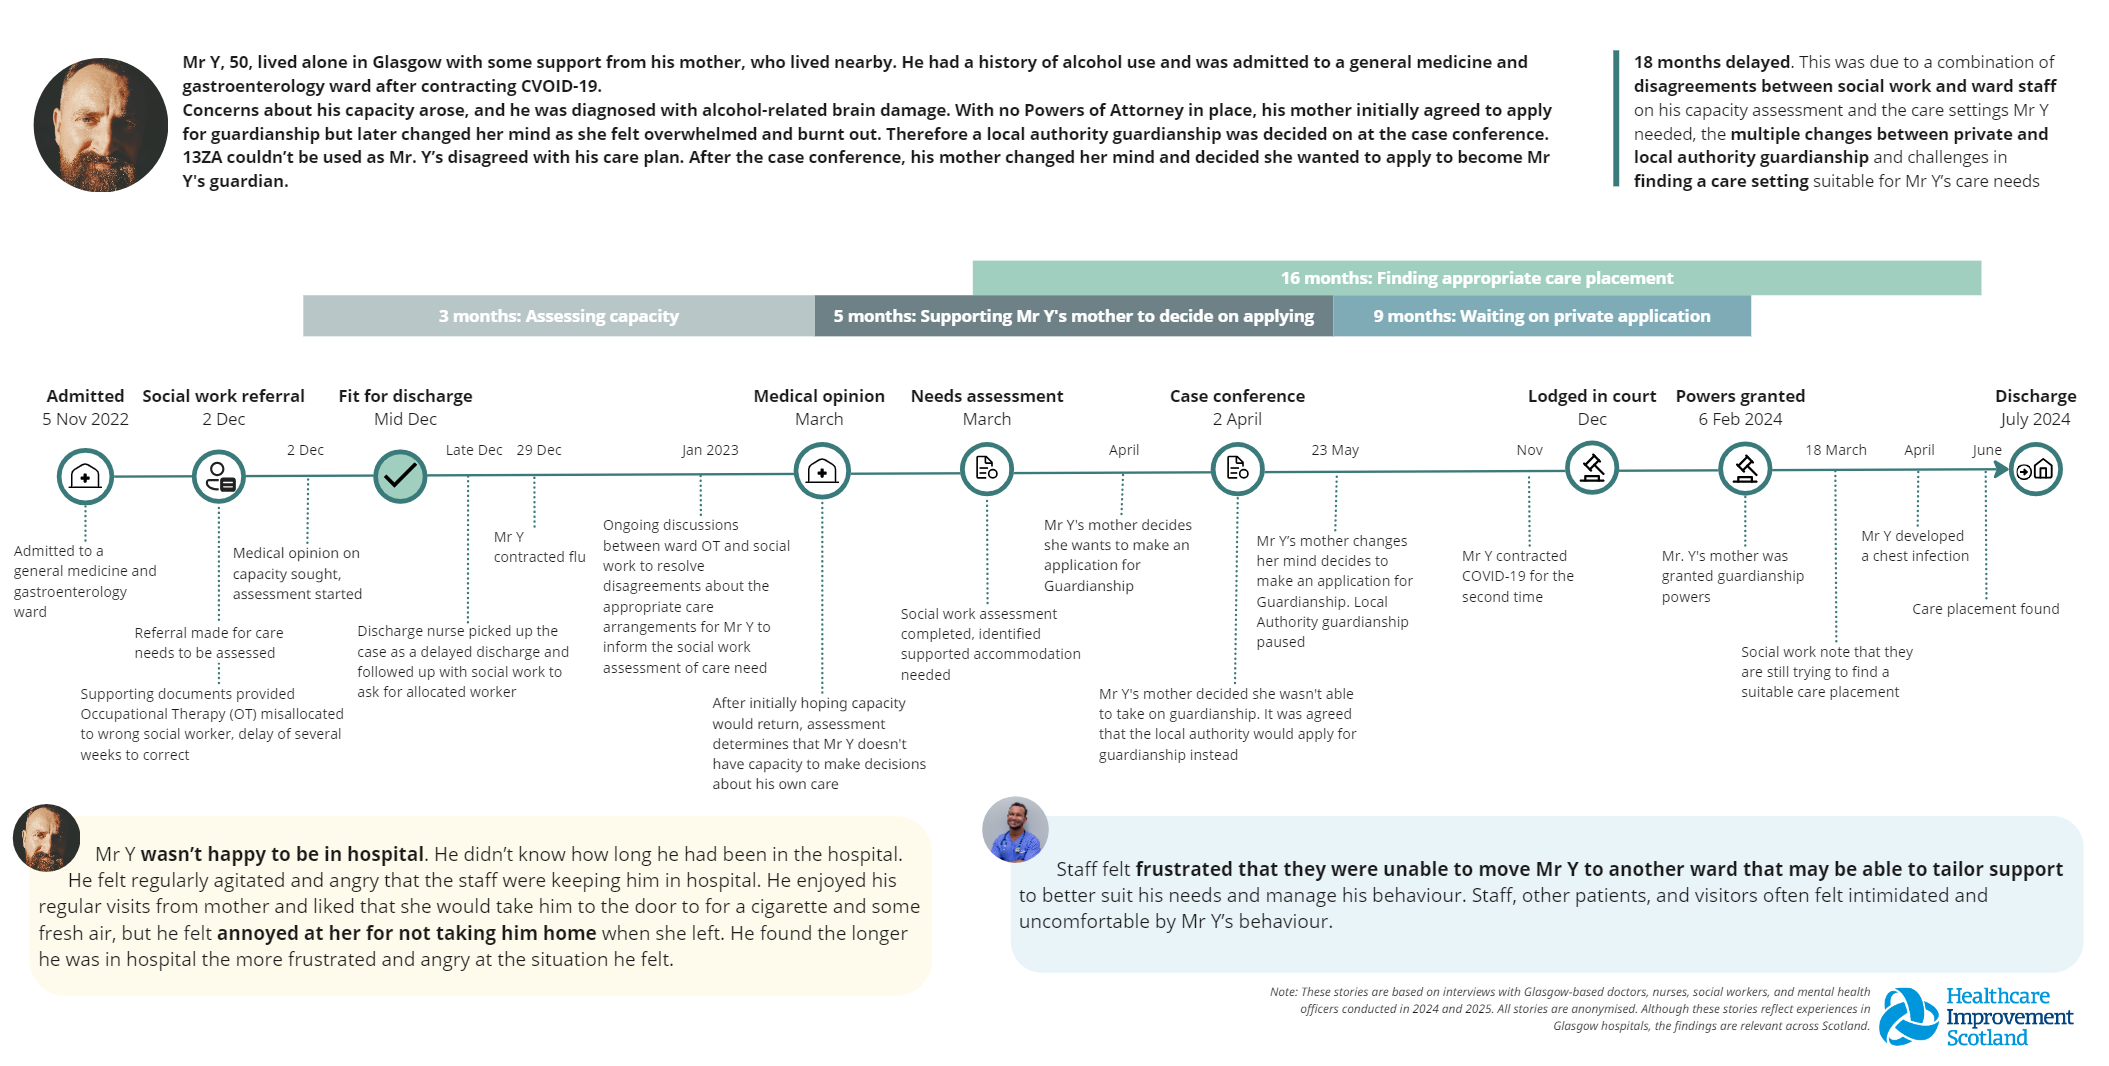 Mr Y, 50, lived alone in Glasgow with some support from his mother, who lived nearby. He had a history of alcohol use and was admitted to a general medicine and
gastroenterology ward after contracting CVOID-19.
Concerns about his capacity arose, and he was diagnosed with alcohol-related brain damage. With no Powers of Attorney in place, his mother initially agreed to apply
for guardianship but later changed her mind as she felt overwhelmed and burnt out. Therefore a local authority guardianship was decided on at the case conference.
13ZA couldn't be used as Mr. Y's disagreed with his care plan. After the case conference, his mother changed her mind and decided she wanted to apply to become Mr
Y's guardian.
18 months delayed. This was due to a combination of
disagreements between social work and ward staff
on his capacity assessment and the care settings Mr Y
needed, the multiple changes between private and
local authority guardianship and challenges in
finding a care setting suitable for Mr Y's care needs
16 months: Finding appropriate care placement
3 months: Assessing capacity
5 months: Supporting Mr Y's mother to decide on applying
9 months: Waiting on private application
Admitted
5 Nov 2022
Social work referral
2 Dec
Fit for discharge
Mid Dec
Medical opinion
March
Needs assessment
March
Case conference
2 April
Lodged in court
Dec
Powers granted
6 Feb 2024
Discharge
July 2024
2 Dec
Late Dec
29 Dec
Jan 2023
April
23 May
Nov
18 March
April
June
Admitted to a
general medicine and
gastroenterology
ward
Referral made for care
needs to be assessed
Supporting documents provided
Occupational Therapy (OT) misallocated
to wrong social worker, delay of several
weeks to correct
Medical opinion on
capacity sought,
assessment started
Discharge nurse picked up the
case as a delayed discharge and
followed up with social work to
ask for allocated worker
Mr Y
contracted flu
Ongoing discussions
between ward OT and social
work to resolve
disagreements about the
appropriate care
arrangements for Mr Y to
inform the social work
assessment of care need
After initially hoping capacity
would return, assessment
determines that Mr Y doesn't
have capacity to make decisions
about his own care
Social work assessment
completed, identified
supported accommodation
needed
Mr Y's mother decides
she wants to make an
application for
Guardianship
Mr Y's mother decided she wasn't able
to take on guardianship. It was agreed
that the local authority would apply for
guardianship instead
Mr Y's mother changes
her mind decides to
make an application for
Guardianship. Local
Authority guardianship
paused
Mr Y contracted
COVID-19 for the
second time
Mr. Y's mother was
granted guardianship
powers
Social work note that they
are still trying to find a
suitable care placement
Mr Y developed
a chest infection
Care placement found
Mr Y wasn't happy to be in hospital. He didn't know how long he had been in the hospital.
He felt regularly agitated and angry that the staff were keeping him in hospital. He enjoyed his
regular visits from mother and liked that she would take him to the door to for a cigarette and some
fresh air, but he felt annoyed at her for not taking him home when she left. He found the longer
he was in hospital the more frustrated and angry at the situation he felt.
Staff felt frustrated that they were unable to move Mr Y to another ward that may be able to tailor support
to better suit his needs and manage his behaviour. Staff, other patients, and visitors often felt intimidated and
uncomfortable by Mr Y's behaviour.
Note: These stories are based on interviews with Glasgow-based doctors, nurses, social workers, and mental health
officers conducted in 2024 and 2025. All stories are anonymised. Although these stories reflect experiences in
Glasgow hospitals, the findings are relevant across Scotland.
Healthcare
Improvement
Scotland